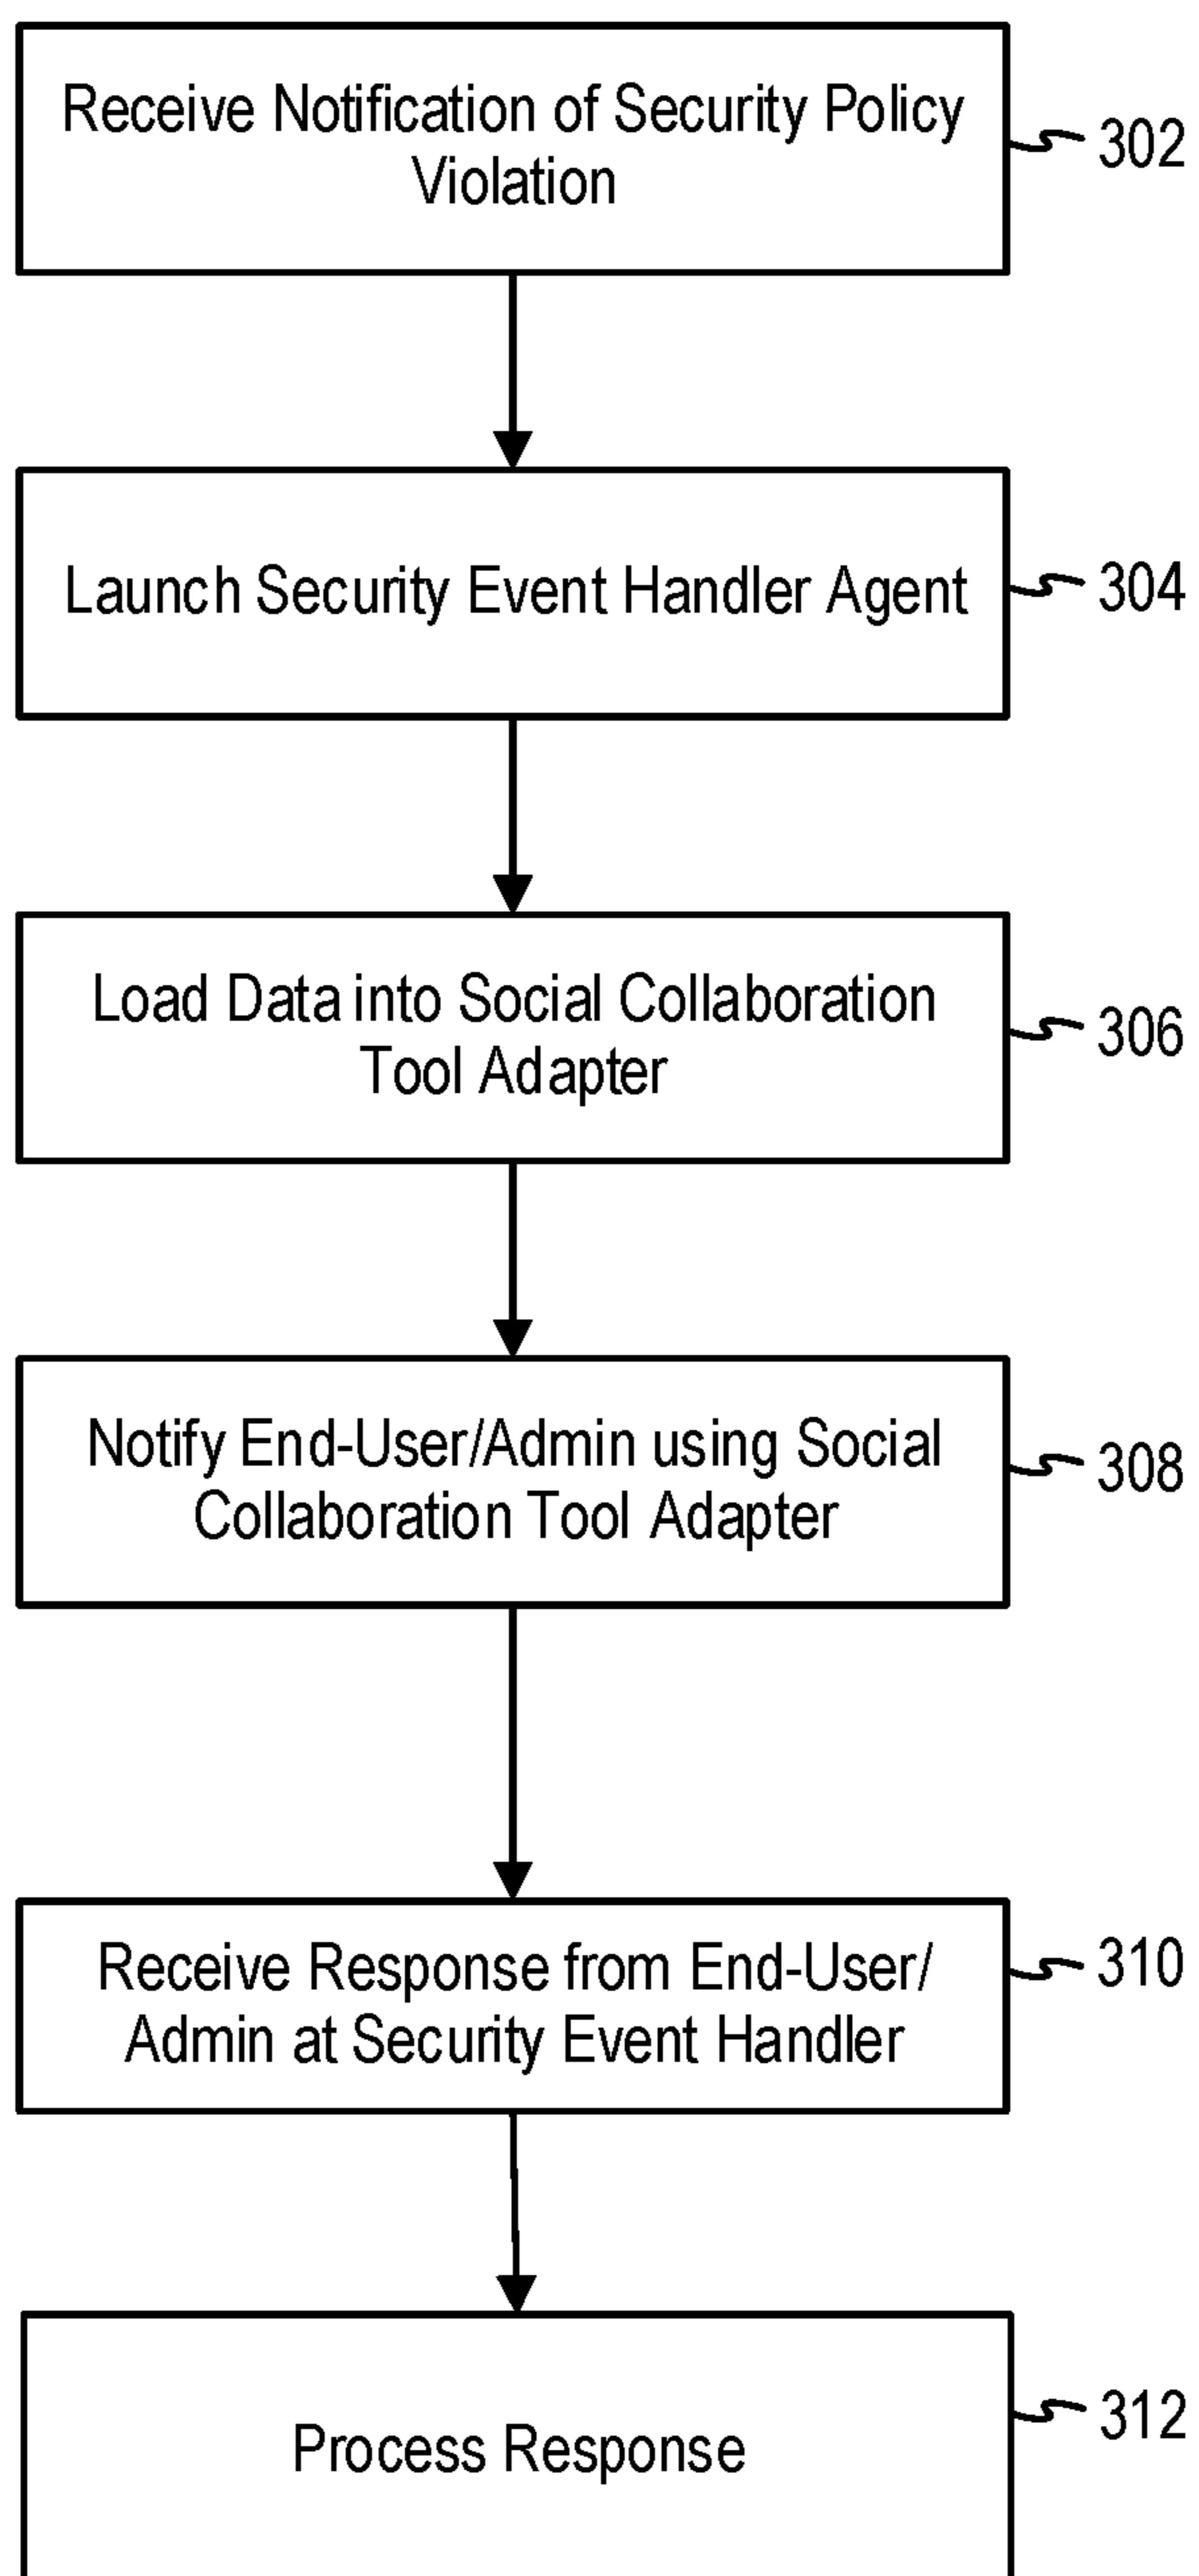 Receive Notification of Security Policy
Violation
302
Launch Security Event Handler Agent
304
Load Data into Social Collaboration
Tool Adapter
306
Notify End-User/Admin using Social
Collaboration Tool Adapter
308
Receive Response from End-User/
Admin at Security Event Handler
310
Process Response
312